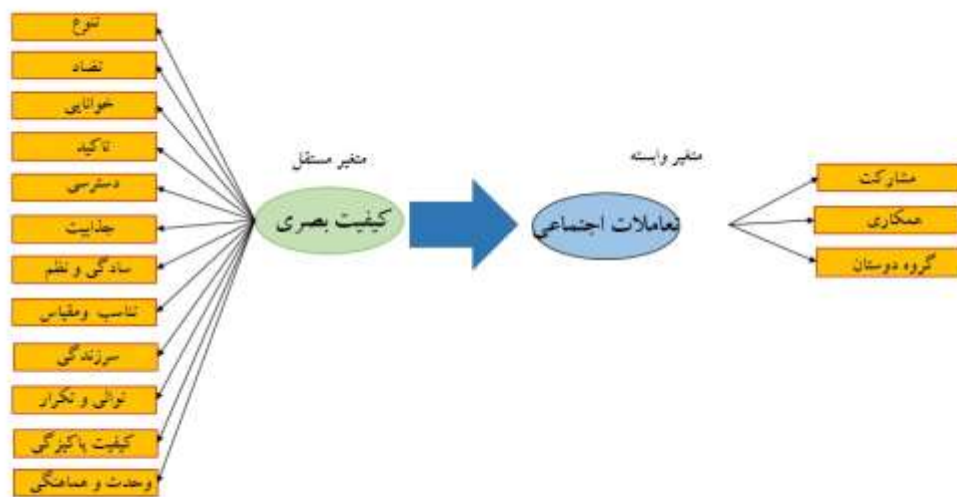 تنوع
تضاد
خوانایی
تاکید
دسترسی
جذابیت
سادگی و نظم
تناسب ومقیاس
سرزندگی
توالی و تکرار
کیفیت پاکیزگی
وحدث و هماهنگی
متغیر مستقل
کیفیت بصری
متغیر وابسته
تعاملات اجتماعی
مشارکت
همکاری
گروه دوستان